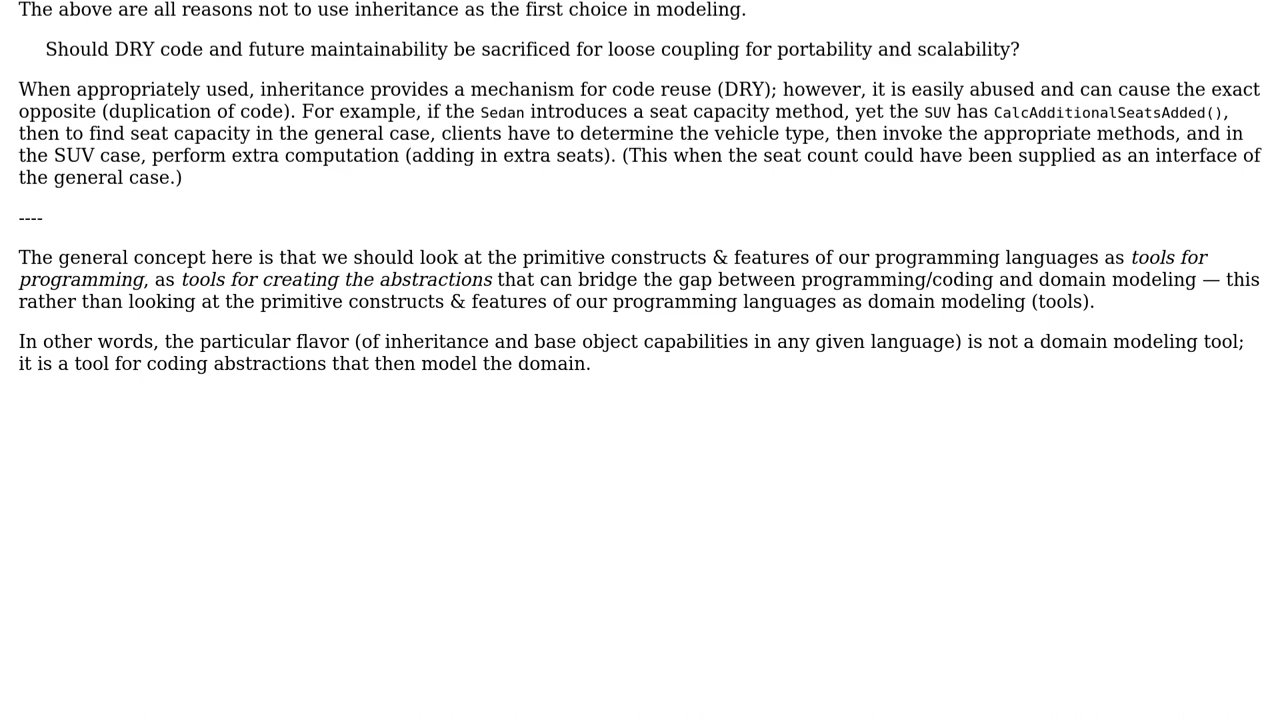 The above are all reasons not to use inheritance as the first choice in modeling.
Should DRY code and future maintainability be sacrificed for loose coupling for portability and scalability?
When appropriately used, inheritance provides a mechanism for code reuse (DRY); however, it is easily abused and can cause the exact
opposite (duplication of code). For example, if the Sedan introduces a seat capacity method, yet the SUV has CalcAdditionalSeatsAdded(),
then to find seat capacity in the general case, clients have to determine the vehicle type, then invoke the appropriate methods, and in
the SUV case, perform extra computation (adding in extra seats). (This when the seat count could have been supplied as an interface of
the general case.)
----
The general concept here is that we should look at the primitive constructs & features of our programming languages as tools for
programming, as tools for creating the abstractions that can bridge the gap between programming/coding and domain modeling — this
rather than looking at the primitive constructs & features of our programming languages as domain modeling (tools).
In other words, the particular flavor (of inheritance and base object capabilities in any given language) is not a domain modeling tool;
it is a tool for coding abstractions that then model the domain.